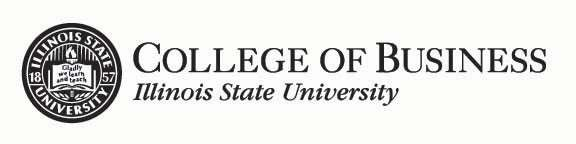 ILLINOIS STATE
Gladly
we learn
and teach
18 57
UNIVERSITY
COLLEGE OF BUSINESS
Illinois State University